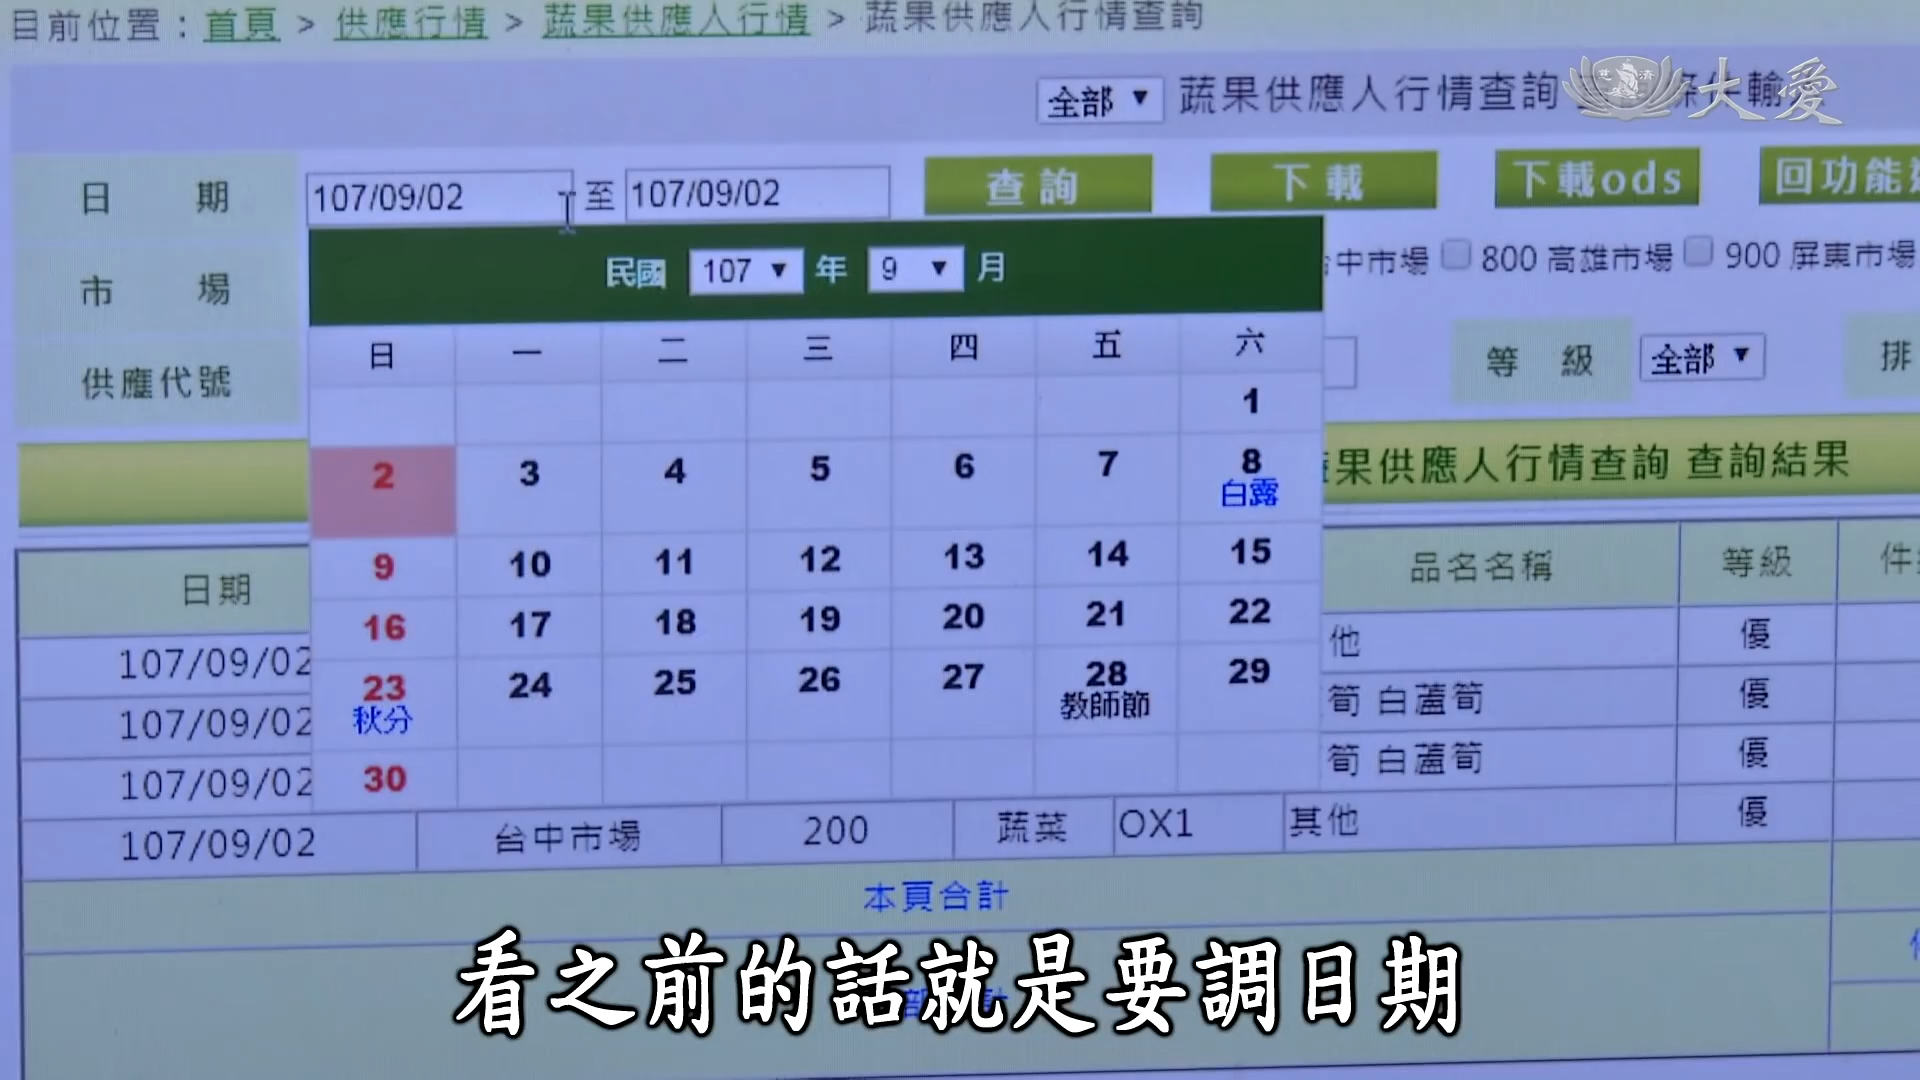 目前位置：首頁 > 供應行情 > 蔬果供應人行情 > 蔬果供應人行情查詢
全部 ▼ 蔬果供應人行情查詢
慈濟 大愛
日期 107/09/02 至 107/09/02 查詢 下載 下載ods 回功能
民國 107 ▼ 年 9 ▼ 月
市場 中市場 800 高雄市場 900 屏東市場
日 一 二 三 四 五 六
供應代號 等級 全部 ▼ 排
1
2 3 4 5 6 7 8
白露
果供應人行情查詢 查詢結果
9 10 11 12 13 14 15
日期 品名名稱 等級 件
16 17 18 19 20 21 22
107/09/02 他 優
23 24 25 26 27 28 29
秋分 教師節
107/09/02 筍 白蘆筍 優
30
107/09/02 筍 白蘆筍 優
107/09/02 台中市場 200 蔬菜 OX1 其他 優
本頁合計
看之前的話就是要調日期